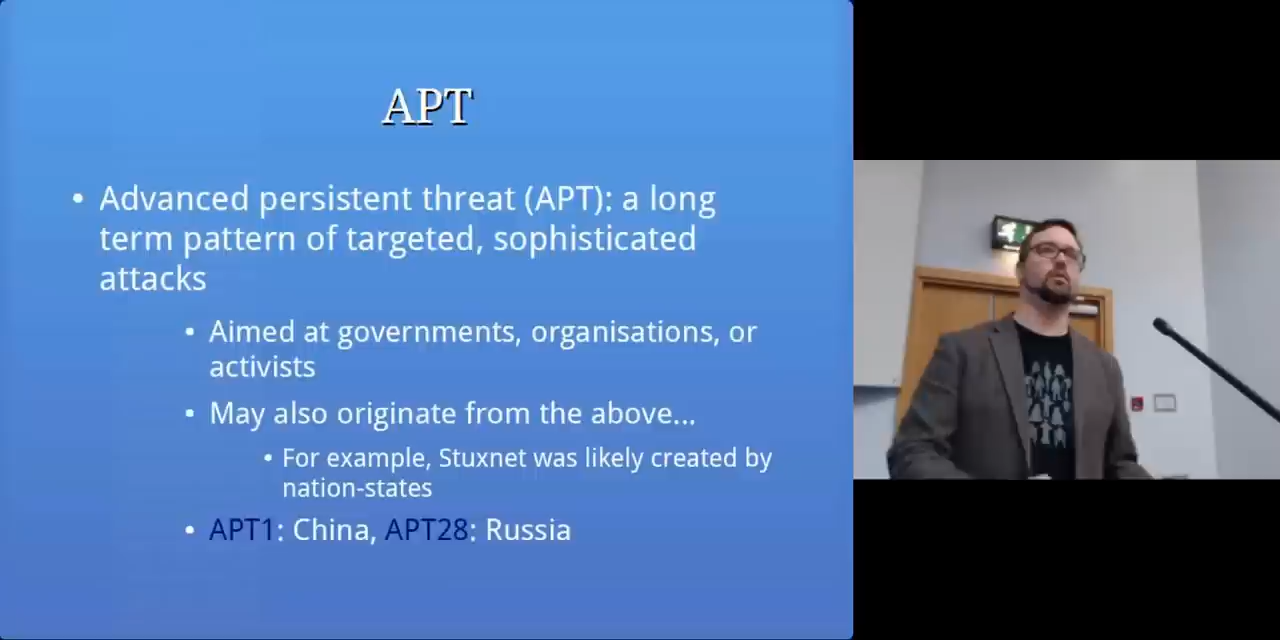 APT
• Advanced persistent threat (APT): a long
term pattern of targeted, sophisticated
attacks
• Aimed at governments, organisations, or
activists
• May also originate from the above...
• For example, Stuxnet was likely created by
nation-states
• APT1: China, APT28: Russia